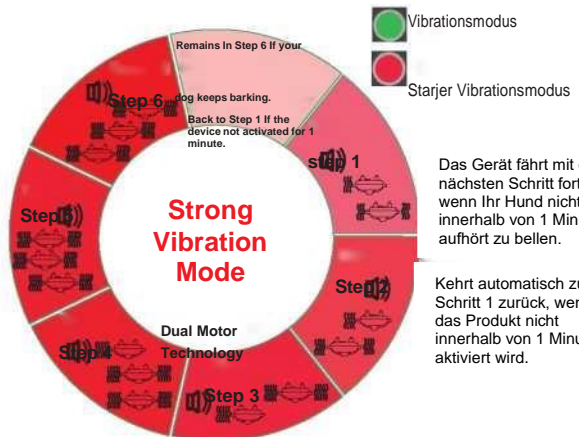 Vibrationsmodus
Starjer Vibrationsmodus
Remains In Step 6 If your
dog keeps barking.
Back to Step 1 If the
device not activated for 1
minute.
step 1
Step 2
Step 3
Step 4
Step
Step 6
Strong
Vibration
Mode
Dual Motor
Technology
Das Gerät fährt mit
nächsten Schritt fort
wenn Ihr Hund nicht
innerhalb von 1 Min
aufhört zu bellen.
Kehrt automatisch
Schritt 1 zurück,
das Produkt nicht
innerhalb von 1 Minu
aktiviert wird.